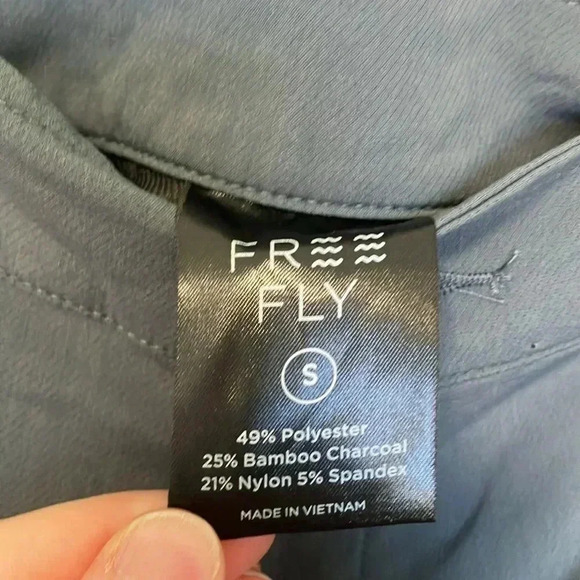 FREE
FLY
S
49% Polyester
25% Bamboo Charcoal
21% Nylon 5% Spandex
MADE IN VIETNAM